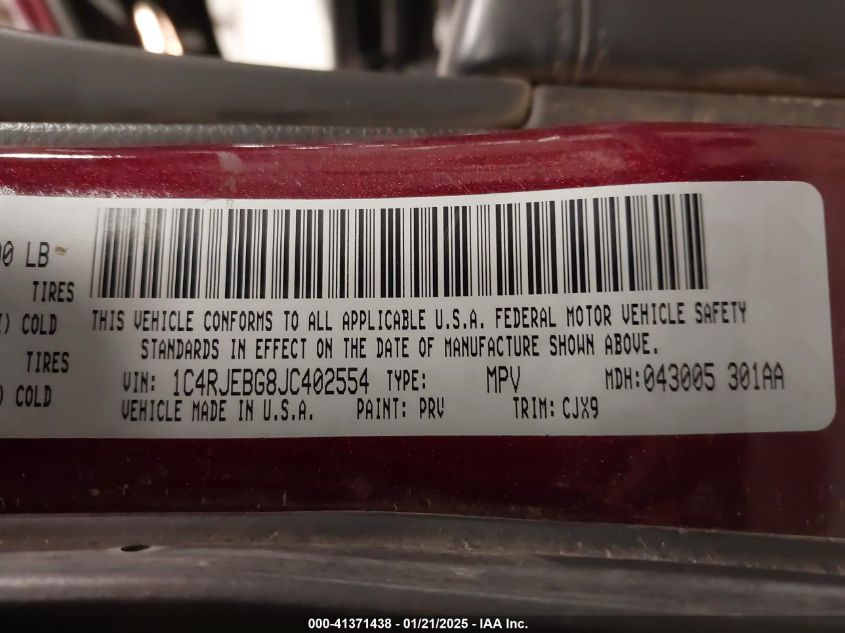 00 LB
TIRES
) COLD
THIS VEHICLE CONFORMS TO ALL APPLICABLE U.S.A. FEDERAL MOTOR VEHICLE SAFETY
STANDARDS IN EFFECT ON THE DATE OF MANUFACTURE SHOWN ABOVE.
TIRES
VIN: 1C4RJEBG8JC402554 TYPE: MPV MDH: 043005 301AA
) COLD
VEHICLE MADE IN U.S.A. PAINT: PRV TRIM: CJX9
000-41371438 - 01/21/2025 - IAA Inc.